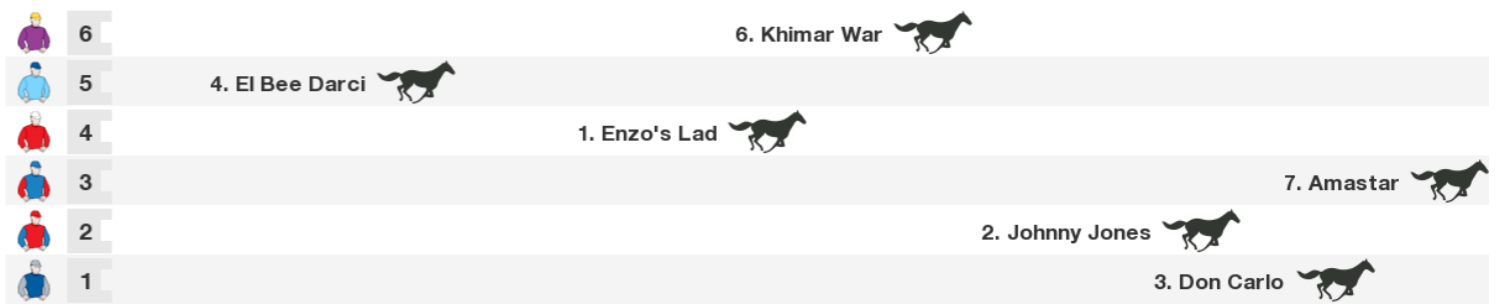 6 6. Khimar War
5 4. El Bee Darci
4 1. Enzo's Lad
3 7. Amastar
2 2. Johnny Jones
1 3. Don Carlo